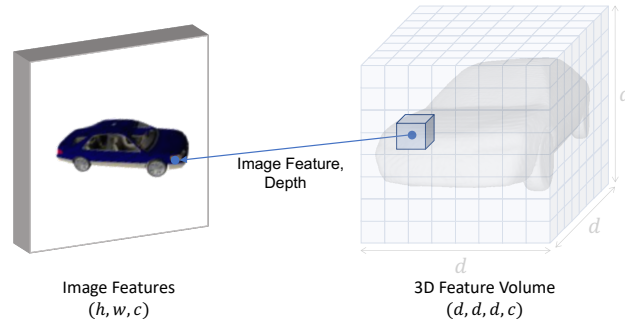 Image Feature,
Depth
d
d
d
Image Features
(h, w, c)
3D Feature Volume
(d, d, d, c)